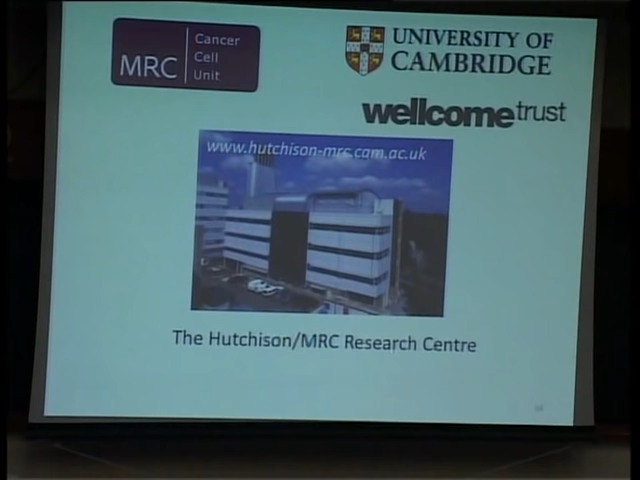 MRC
Cancer
Cell
Unit
UNIVERSITY OF
CAMBRIDGE
wellcometrust
www.hutchison-mrc.cam.ac.uk
The Hutchison/MRC Research Centre